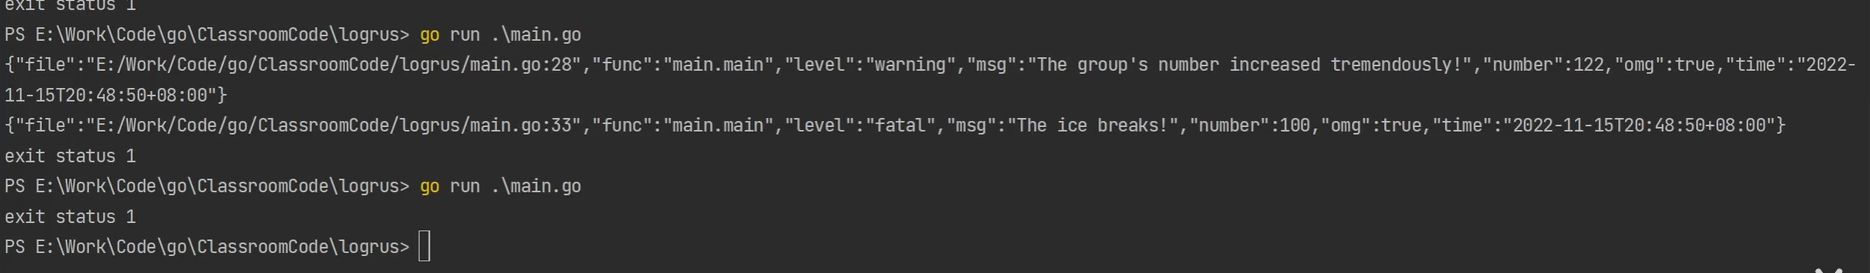 exit status 1
PS E:\Work\Code\go\ClassroomCode\logrus> go run .\main.go
{"file":"E:/Work/Code/go/ClassroomCode/logrus/main.go:28","func":"main.main","level":"warning","msg":"The group's number increased tremendously!","number":122,"omg":true,"time":"2022-
11-15T20:48:50+08:00"}
{"file":"E:/Work/Code/go/ClassroomCode/logrus/main.go:33","func":"main.main","level":"fatal","msg":"The ice breaks!","number":100,"omg":true,"time":"2022-11-15T20:48:50+08:00"}
exit status 1
PS E:\Work\Code\go\ClassroomCode\logrus> go run .\main.go
exit status 1
PS E:\Work\Code\go\ClassroomCode\logrus>